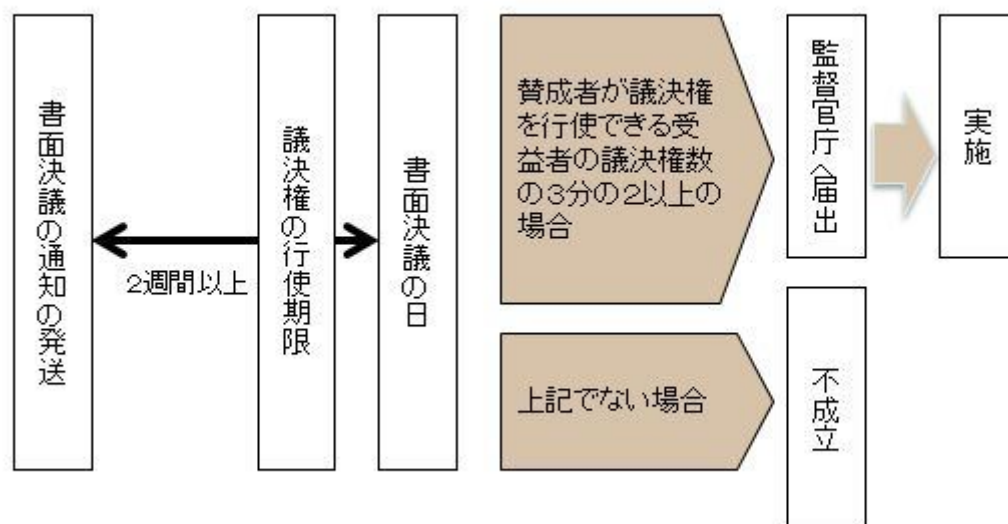 書面決議の通知の発送
2週間以上
議決権の行使期限
書面決議の日
賛成者が議決権
を行使できる受
益者の議決権数
の3分の2以上の
場合
上記でない場合
監督官庁へ届出
不成立
実施